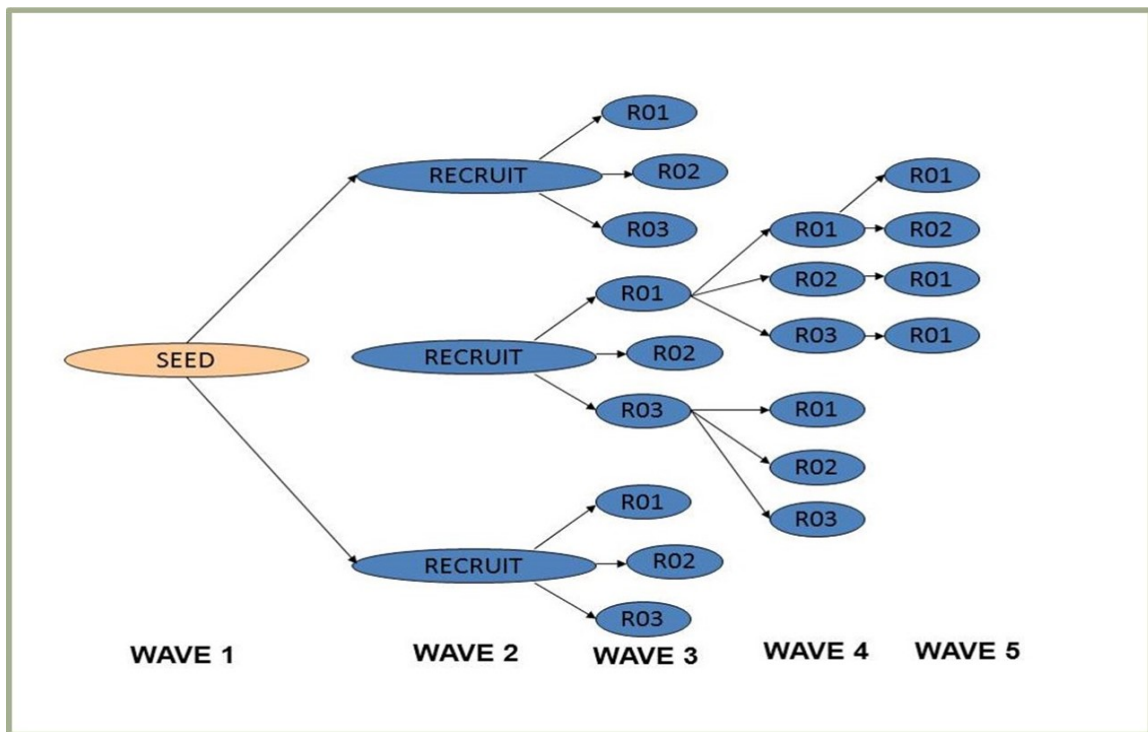 R01
RECRUIT
R02
R03
R01
R01
R02
R01
R02
R01
R03
R01
SEED
RECRUIT
R02
R03
R01
R02
R03
R01
RECRUIT
R02
R03
WAVE 1
WAVE 2
WAVE 3
WAVE 4
WAVE 5